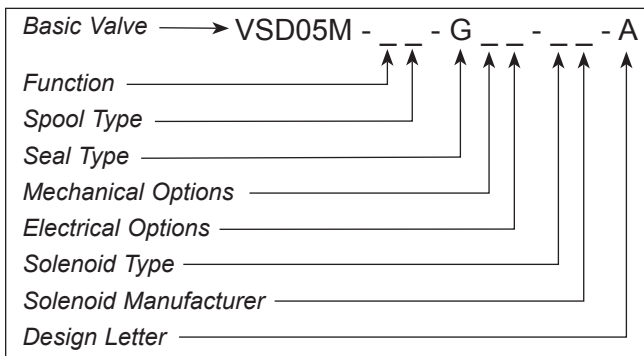 Basic Valve VSD05M - _ _ - G _ _ - _ _ - A
Function
Spool Type
Seal Type
Mechanical Options
Electrical Options
Solenoid Type
Solenoid Manufacturer
Design Letter